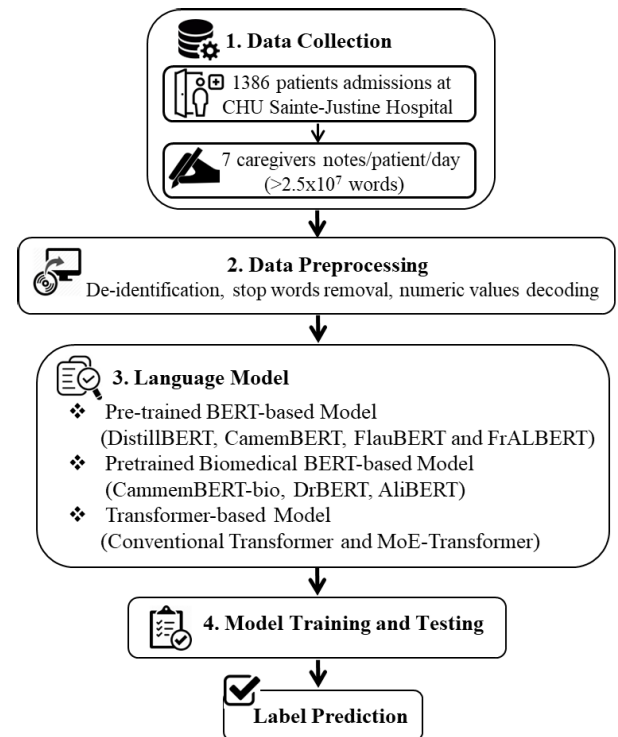 1. Data Collection
1386 patients admissions at
CHU Sainte-Justine Hospital
7 caregivers notes/patient/day
(>2.5x10⁷ words)
2. Data Preprocessing
De-identification, stop words removal, numeric values decoding
3. Language Model
❖ Pre-trained BERT-based Model
(DistillBERT, CamemBERT, FlauBERT and FrALBERT)
❖ Pretrained Biomedical BERT-based Model
(CammemBERT-bio, DrBERT, AliBERT)
❖ Transformer-based Model
(Conventional Transformer and MoE-Transformer)
4. Model Training and Testing
Label Prediction